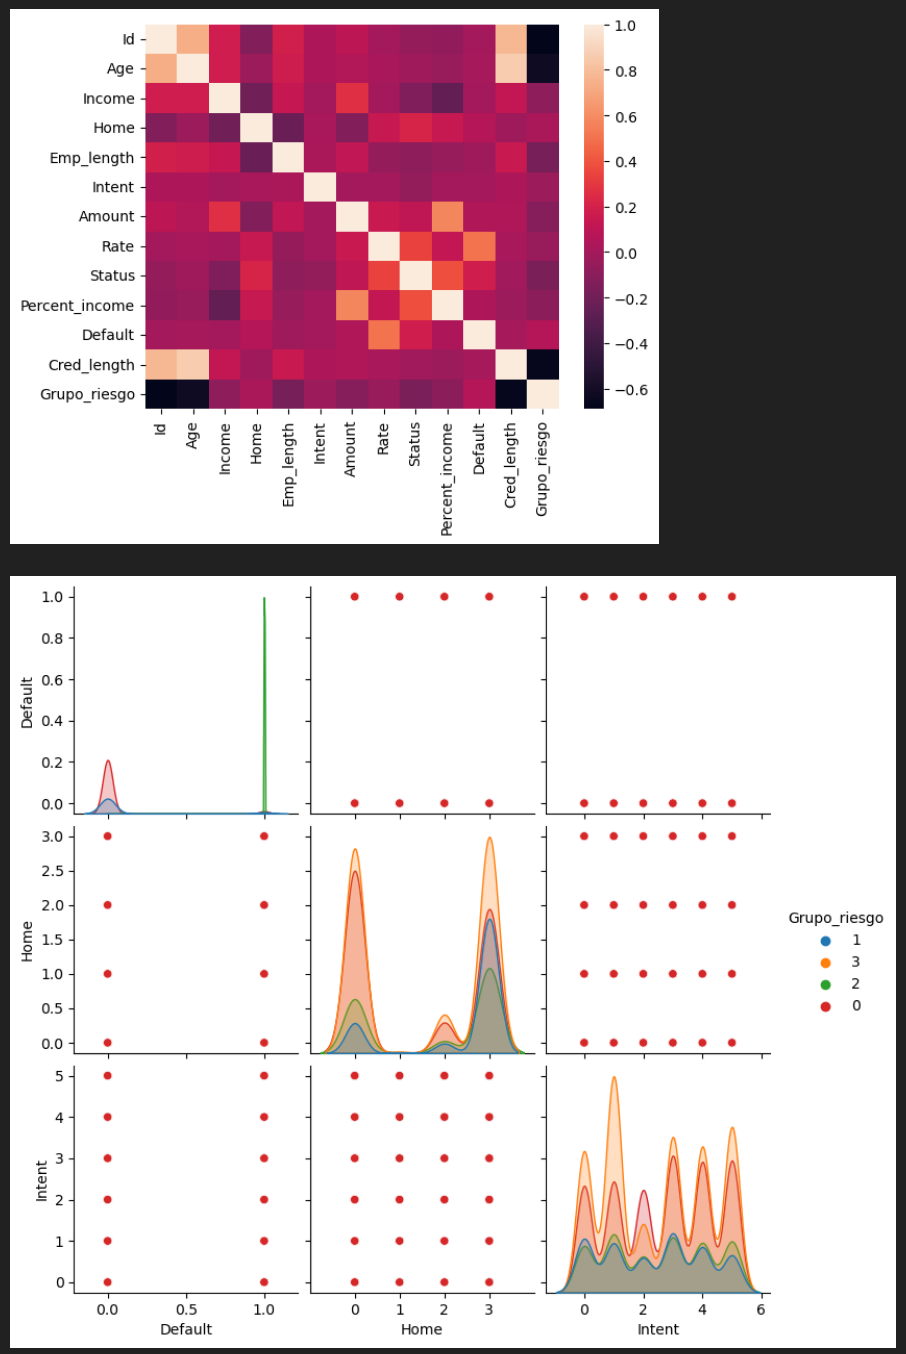 Id
Age
Income
Home
Emp_length
Intent
Amount
Rate
Status
Percent_income
Default
Cred_length
Grupo_riesgo
Id
Age
Income
Home
Emp_length
Intent
Amount
Rate
Status
Percent_income
Default
Cred_length
Grupo_riesgo
1.0
0.8
0.6
0.4
0.2
0.0
−0.2
−0.4
−0.6
Default
1.0
0.8
0.6
0.4
0.2
0.0
Home
3.0
2.5
2.0
1.5
1.0
0.5
0.0
Intent
5
4
3
2
1
0
0.0 0.5 1.0
Default
0 1 2 3
Home
0 2 4 6
Intent
Grupo_riesgo
1
3
2
0